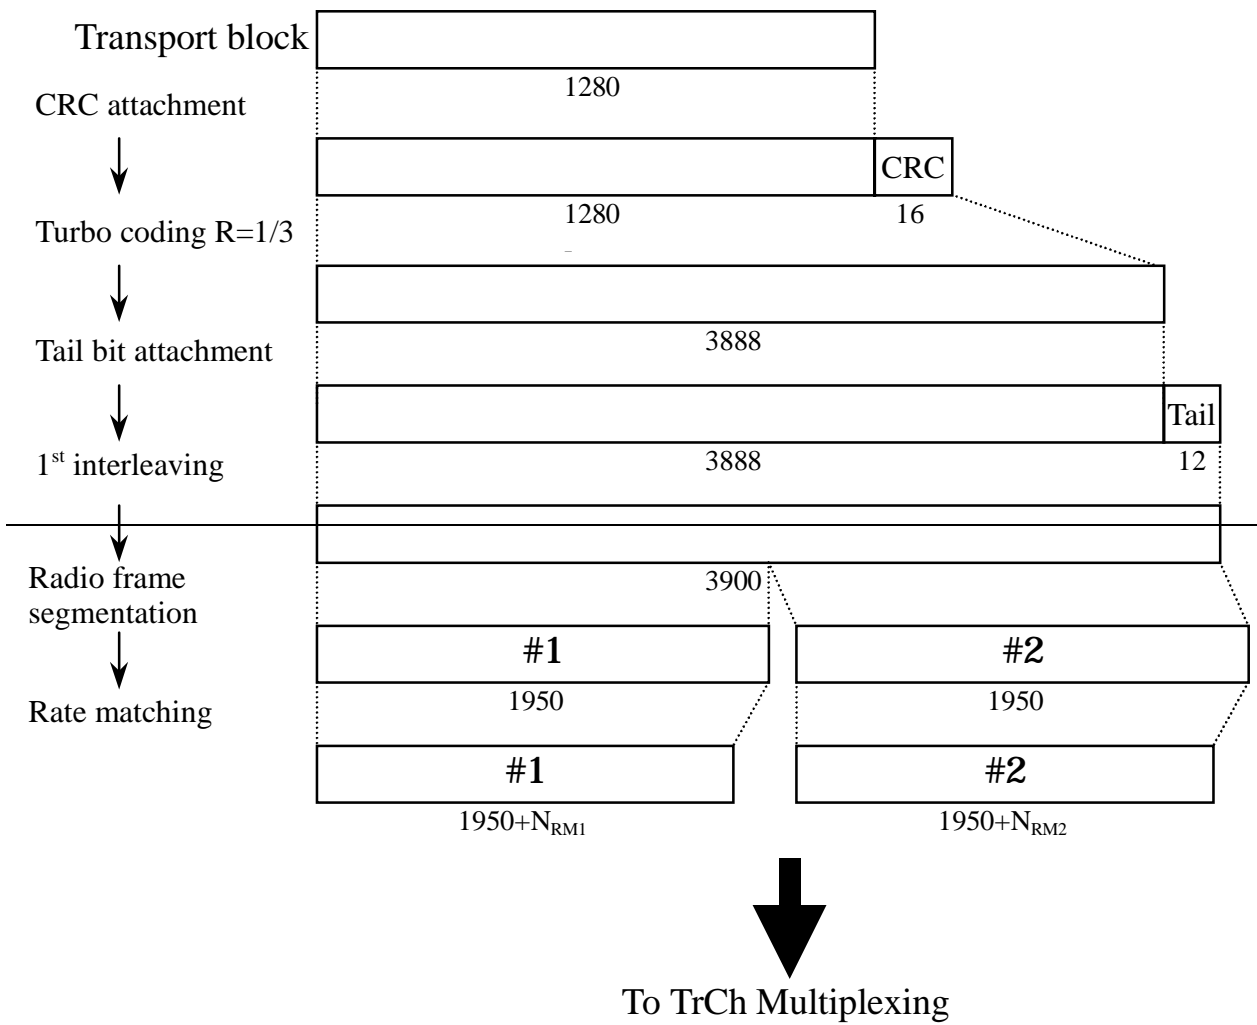 Transport block
1280
CRC attachment
CRC
1280
16
Turbo coding R=1/3
3888
Tail bit attachment
Tail
3888
12
1st interleaving
3900
Radio frame
segmentation
#1
#2
1950
1950
Rate matching
#1
#2
1950+NRM1
1950+NRM2
To TrCh Multiplexing